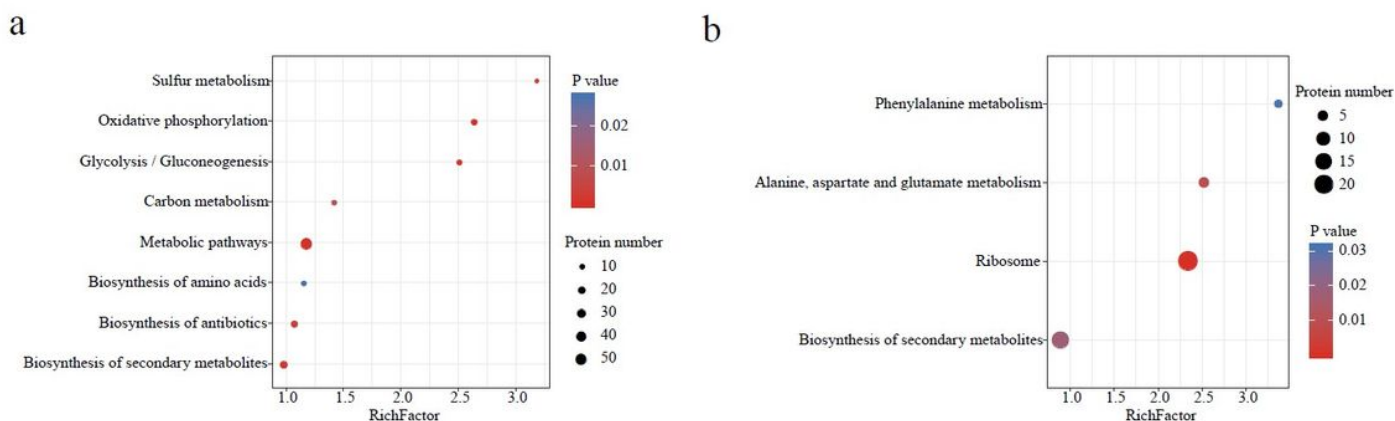 a
Sulfur metabolism
Oxidative phosphorylation
Glycolysis / Gluconeogenesis
Carbon metabolism
Metabolic pathways
Biosynthesis of amino acids
Biosynthesis of antibiotics
Biosynthesis of secondary metabolites
1.0 1.5 2.0 2.5 3.0
RichFactor
P value
0.02
0.01
Protein number
10
20
30
40
50
b
Phenylalanine metabolism
Alanine, aspartate and glutamate metabolism
Ribosome
Biosynthesis of secondary metabolites
1.0 1.5 2.0 2.5 3.0
RichFactor
Protein number
5
10
15
20
P value
0.03
0.02
0.01